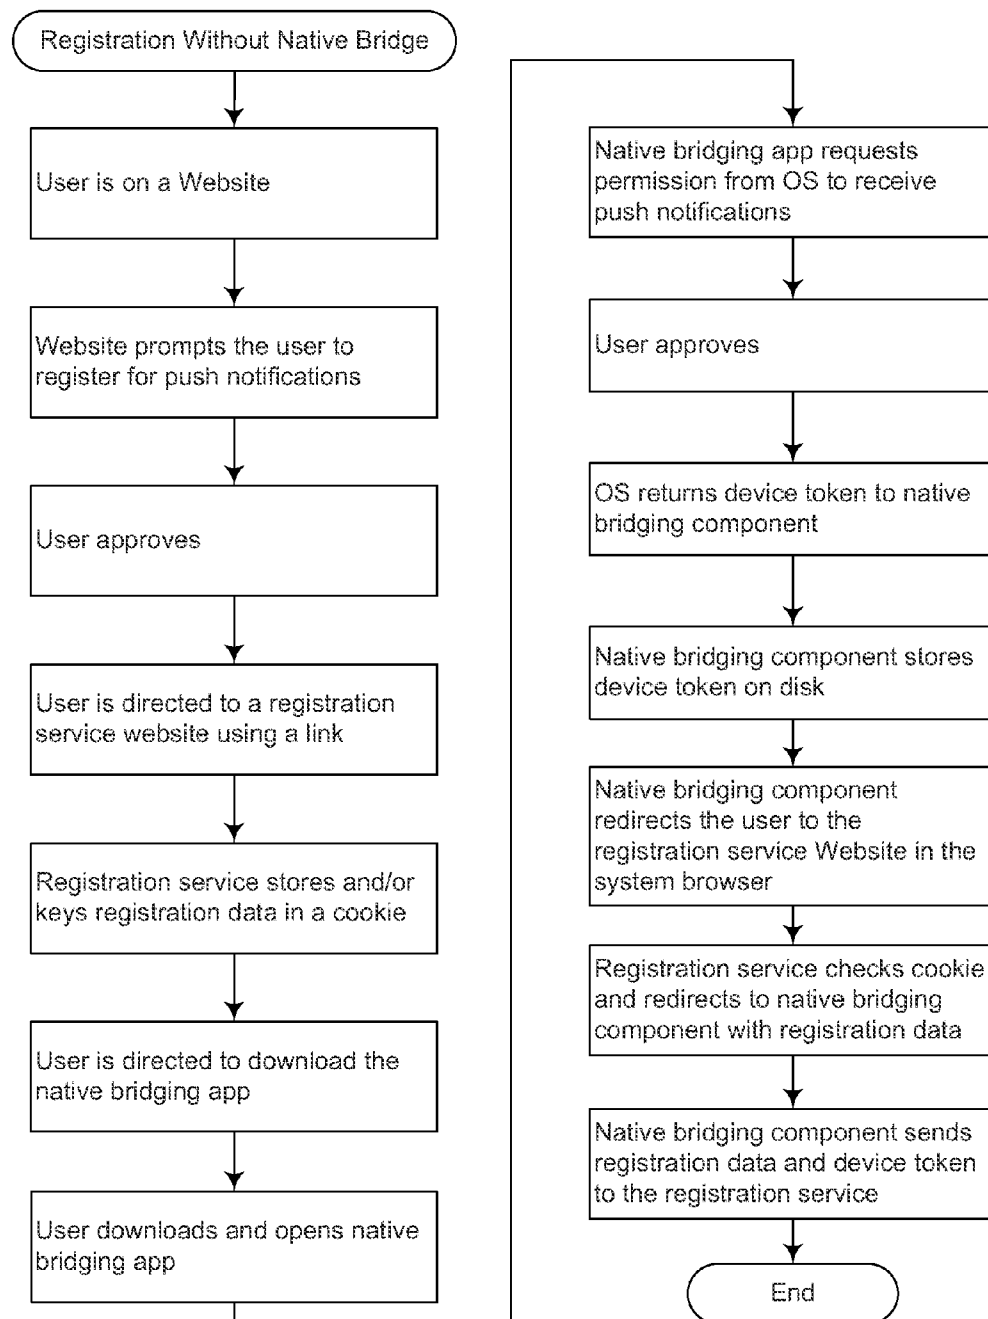 Registration Without Native Bridge
User is on a Website
Website prompts the user to
register for push notifications
User approves
User is directed to a registration
service website using a link
Registration service stores and/or
keys registration data in a cookie
User is directed to download the
native bridging app
User downloads and opens native
bridging app
Native bridging app requests
permission from OS to receive
push notifications
User approves
OS returns device token to native
bridging component
Native bridging component stores
device token on disk
Native bridging component
redirects the user to the
registration service Website in the
system browser
Registration service checks cookie
and redirects to native bridging
component with registration data
Native bridging component sends
registration data and device token
to the registration service
End